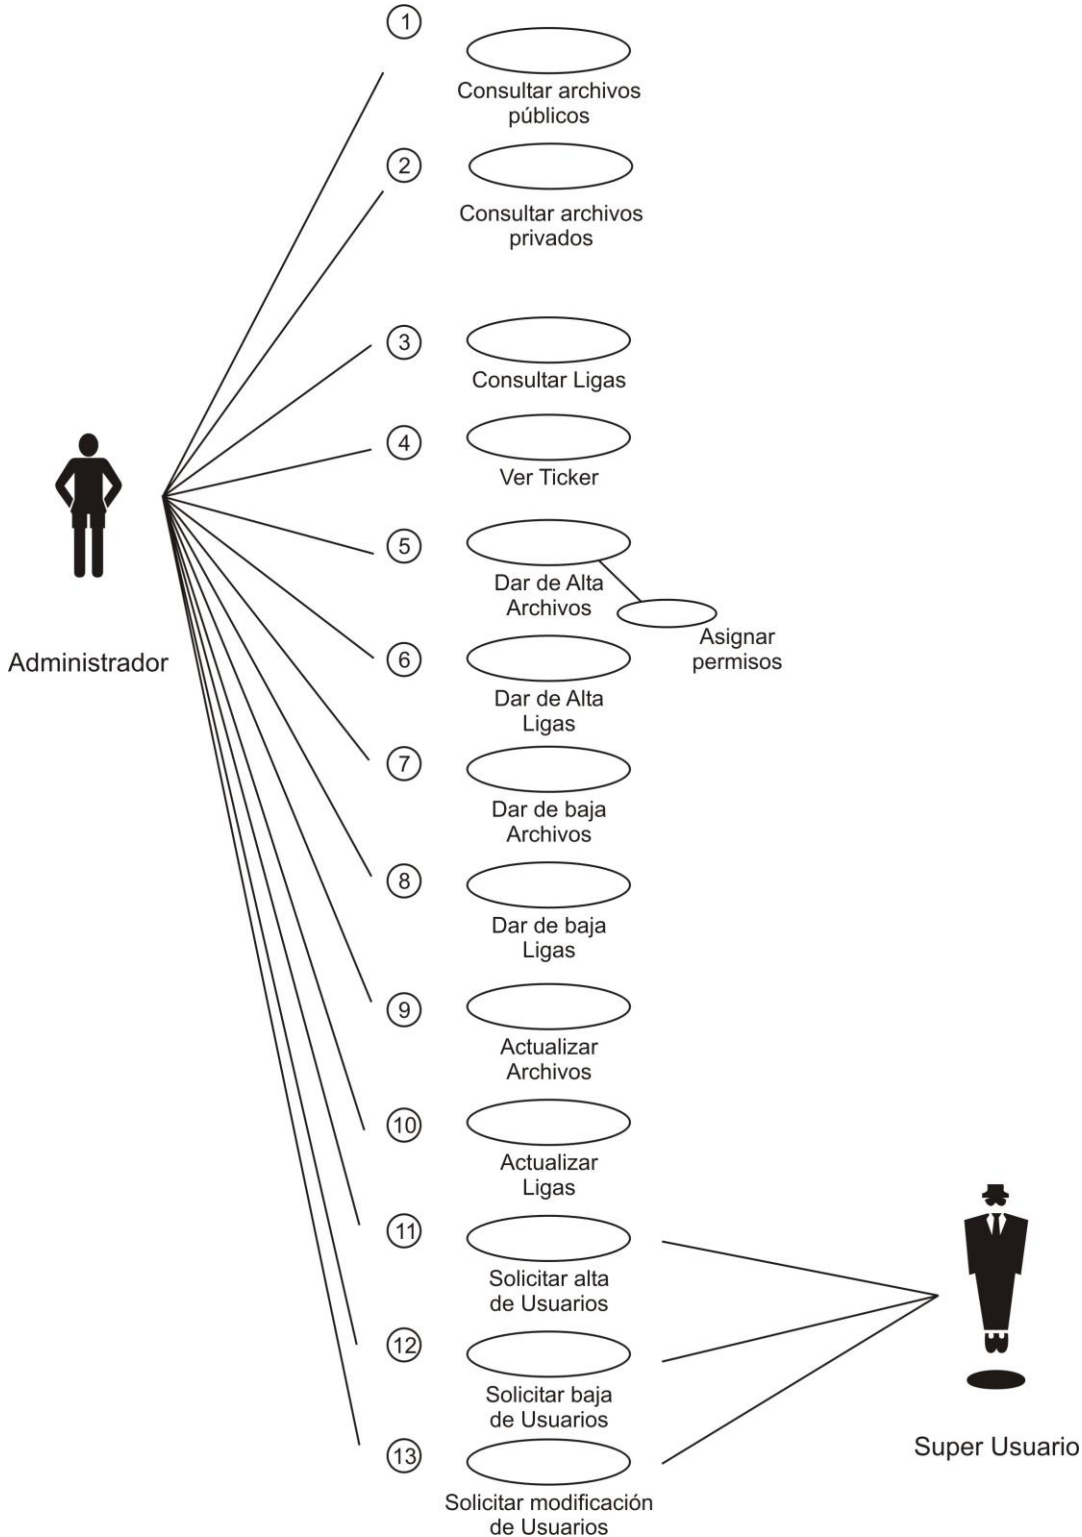 1
Consultar archivos
públicos
2
Consultar archivos
privados
3
Consultar Ligas
4
Ver Ticker
5
Dar de Alta
Archivos
Asignar
permisos
Administrador
6
Dar de Alta
Ligas
7
Dar de baja
Archivos
8
Dar de baja
Ligas
9
Actualizar
Archivos
10
Actualizar
Ligas
11
Solicitar alta
de Usuarios
12
Solicitar baja
de Usuarios
Super Usuario
13
Solicitar modificación
de Usuarios